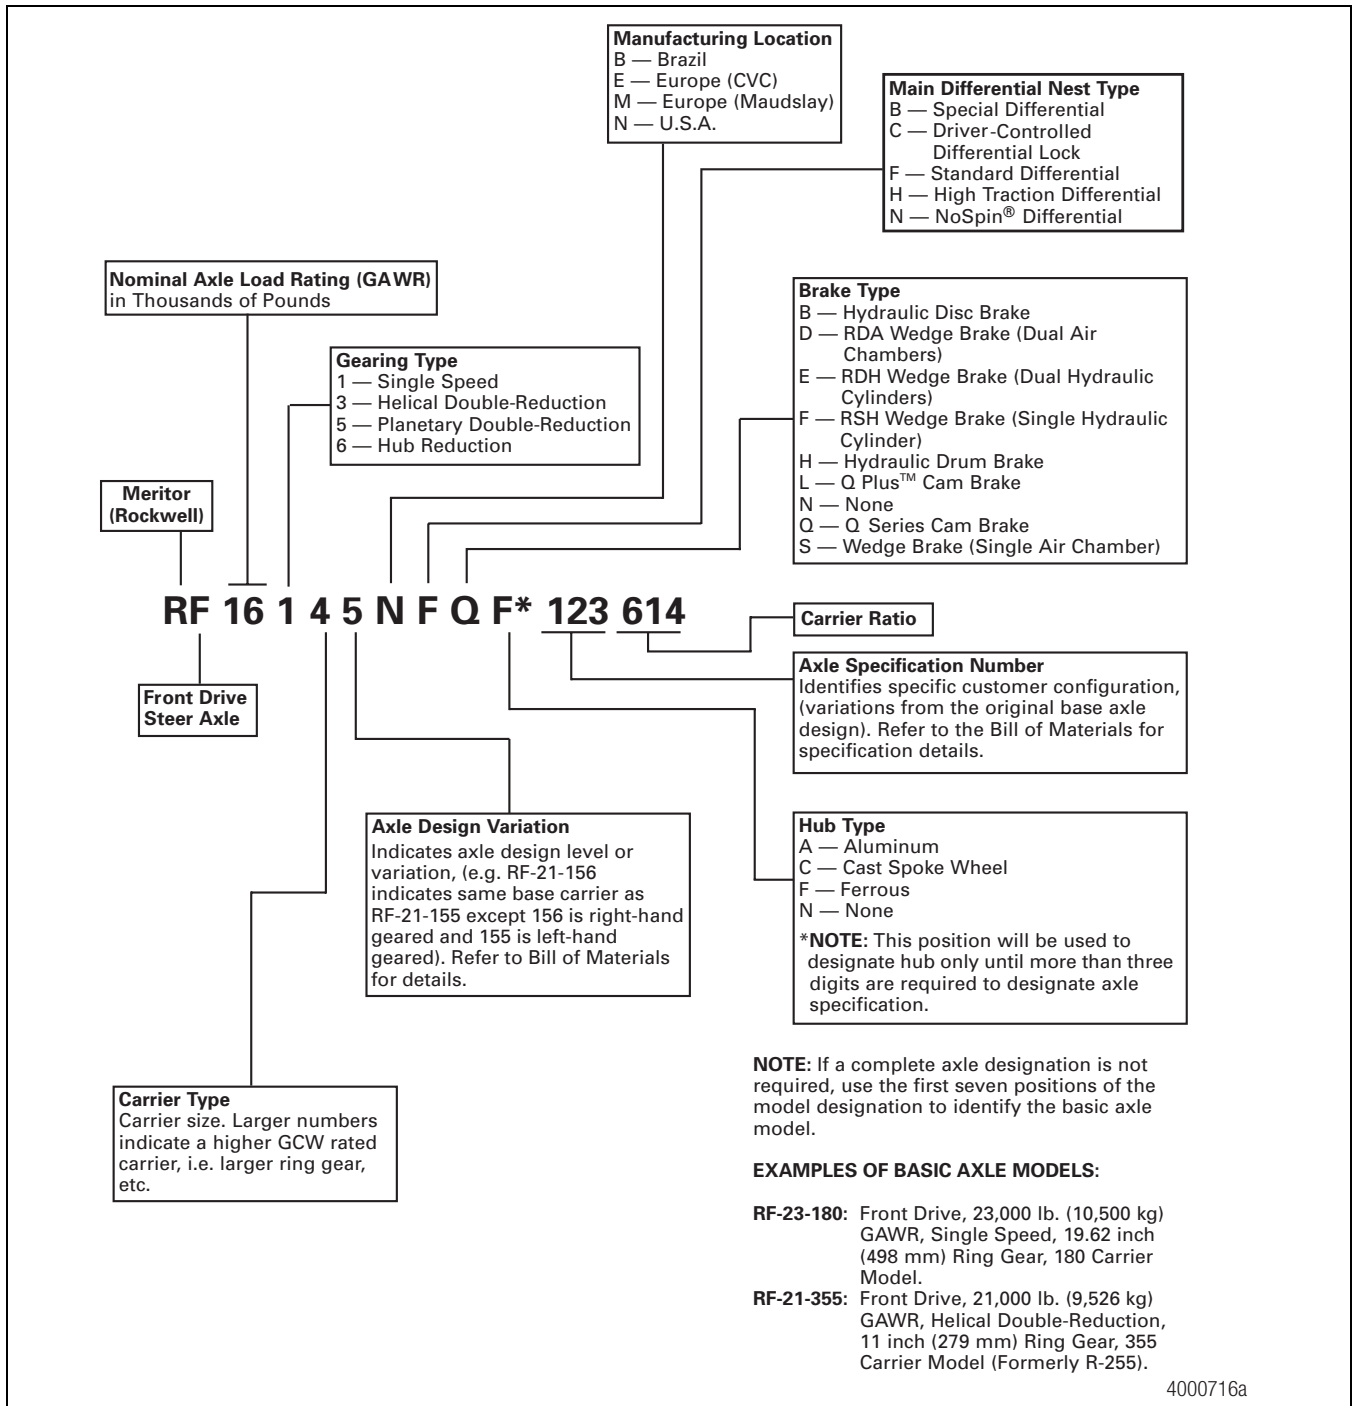 Manufacturing Location
B — Brazil
E — Europe (CVC)
M — Europe (Maudslay)
N — U.S.A.
Main Differential Nest Type
B — Special Differential
C — Driver-Controlled
Differential Lock
F — Standard Differential
H — High Traction Differential
N — NoSpin® Differential
Nominal Axle Load Rating (GAWR)
in Thousands of Pounds
Gearing Type
1 — Single Speed
3 — Helical Double-Reduction
5 — Planetary Double-Reduction
6 — Hub Reduction
Brake Type
B — Hydraulic Disc Brake
D — RDA Wedge Brake (Dual Air
Chambers)
E — RDH Wedge Brake (Dual Hydraulic
Cylinders)
F — RSH Wedge Brake (Single Hydraulic
Cylinder)
H — Hydraulic Drum Brake
L — Q Plus™ Cam Brake
N — None
Q — Q Series Cam Brake
S — Wedge Brake (Single Air Chamber)
Meritor
(Rockwell)
RF 16 1 4 5 N F Q F* 123 614
Front Drive
Steer Axle
Carrier Ratio
Axle Specification Number
Identifies specific customer configuration,
(variations from the original base axle
design). Refer to the Bill of Materials for
specification details.
Axle Design Variation
Indicates axle design level or
variation, (e.g. RF-21-156
indicates same base carrier as
RF-21-155 except 156 is right-hand
geared and 155 is left-hand
geared). Refer to Bill of Materials
for details.
Hub Type
A — Aluminum
C — Cast Spoke Wheel
F — Ferrous
N — None
*NOTE: This position will be used to
designate hub only until more than three
digits are required to designate axle
specification.
Carrier Type
Carrier size. Larger numbers
indicate a higher GCW rated
carrier, i.e. larger ring gear,
etc.
NOTE: If a complete axle designation is not
required, use the first seven positions of the
model designation to identify the basic axle
model.
EXAMPLES OF BASIC AXLE MODELS:
RF-23-180: Front Drive, 23,000 lb. (10,500 kg)
GAWR, Single Speed, 19.62 inch
(498 mm) Ring Gear, 180 Carrier
Model.
RF-21-355: Front Drive, 21,000 lb. (9,526 kg)
GAWR, Helical Double-Reduction,
11 inch (279 mm) Ring Gear, 355
Carrier Model (Formerly R-255).
4000716a